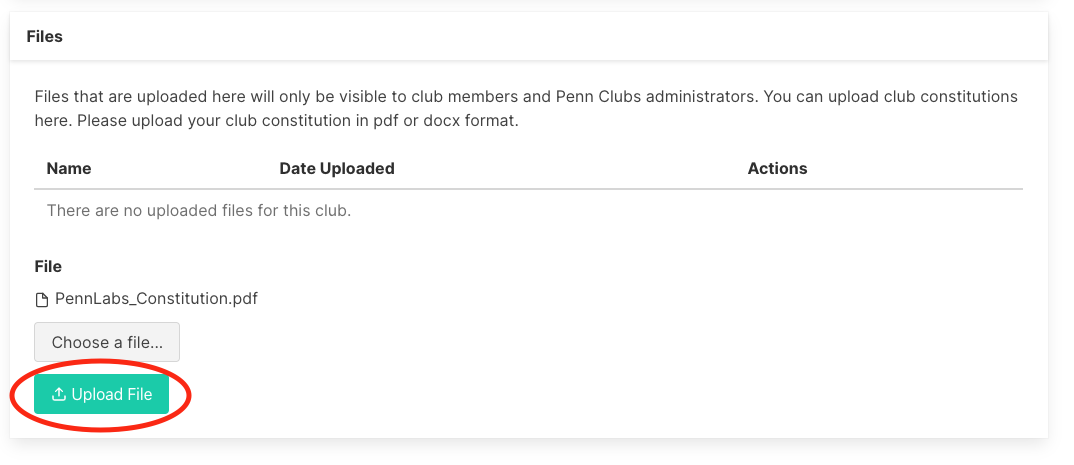 Files
Files that are uploaded here will only be visible to club members and Penn Clubs administrators. You can upload club constitutions
here. Please upload your club constitution in pdf or docx format.
Name Date Uploaded Actions
There are no uploaded files for this club.
File
PennLabs_Constitution.pdf
Choose a file...
Upload File